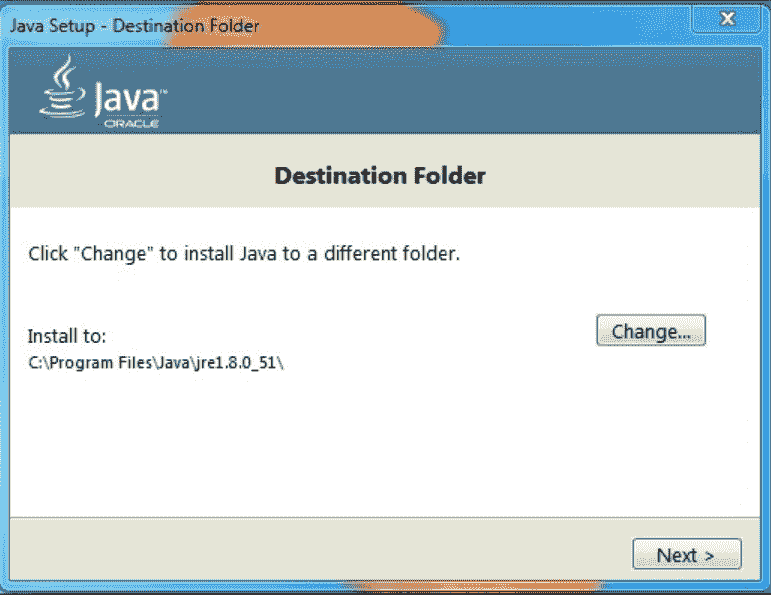 Java Setup - Destination Folder
Java™
ORACLE
Destination Folder
Click "Change" to install Java to a different folder.
Change...
Install to:
C:\Program Files\Java\jre1.8.0_51\
Next >